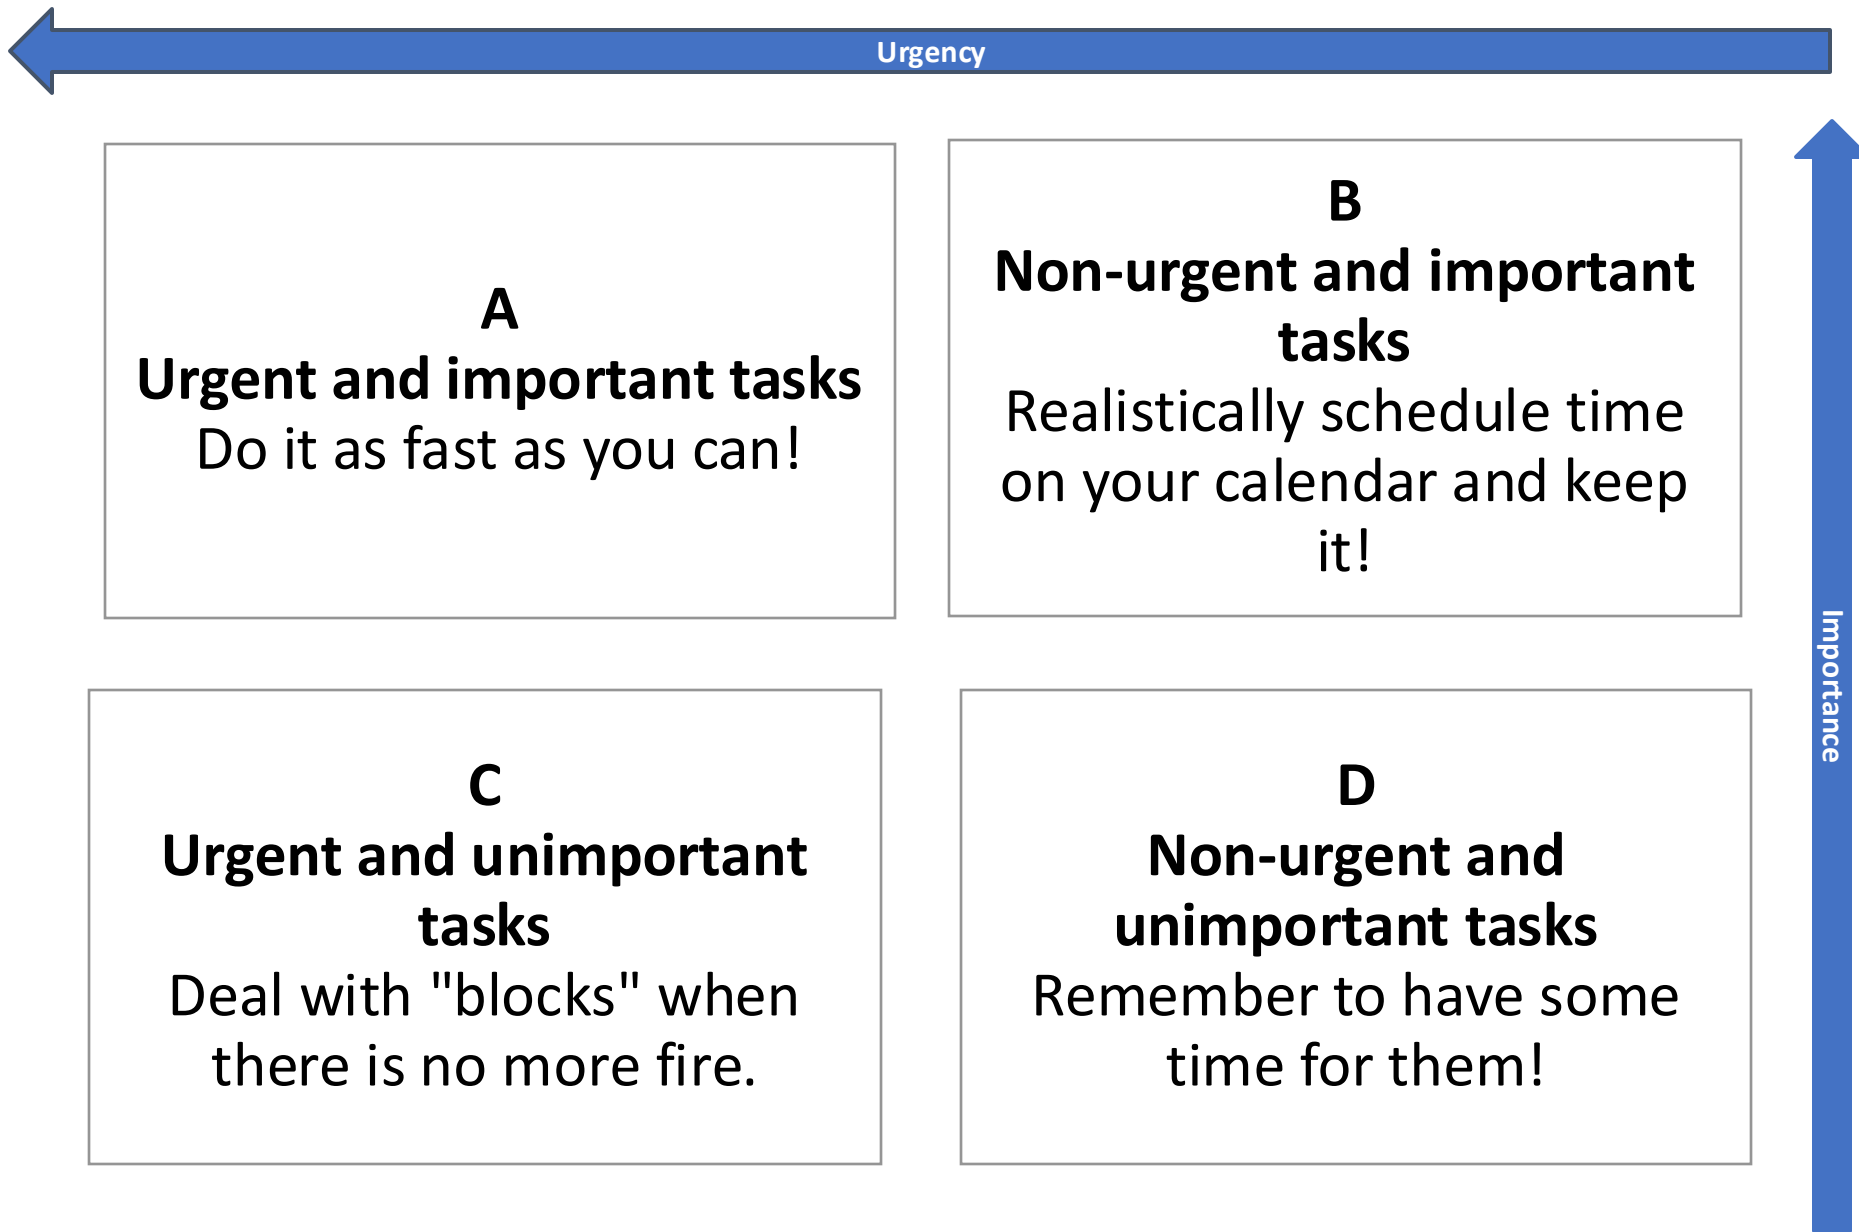 Urgency
A
Urgent and important tasks
Do it as fast as you can!
B
Non-urgent and important
tasks
Realistically schedule time
on your calendar and keep
it!
Importance
C
Urgent and unimportant
tasks
Deal with "blocks" when
there is no more fire.
D
Non-urgent and
unimportant tasks
Remember to have some
time for them!